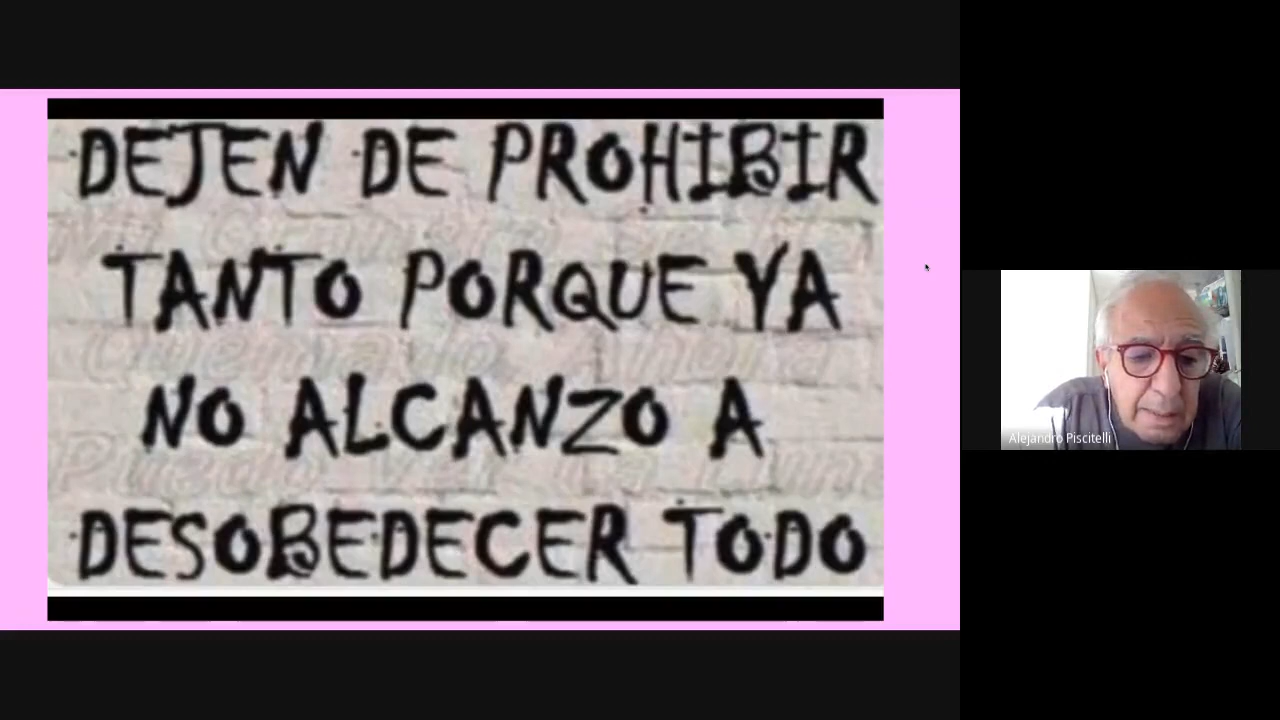 DEJEN DE PROHIBIR
TANTO PORQUE YA
NO ALCANZO A
DESOBEDECER TODO
Alejandro Piscitelli